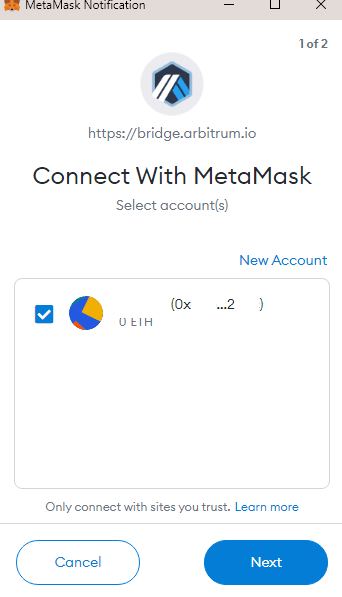 MetaMask Notification
1 of 2
https://bridge.arbitrum.io
Connect With MetaMask
Select account(s)
New Account
(0x ...2 )
0 ETH
Only connect with sites you trust. Learn more
Cancel Next